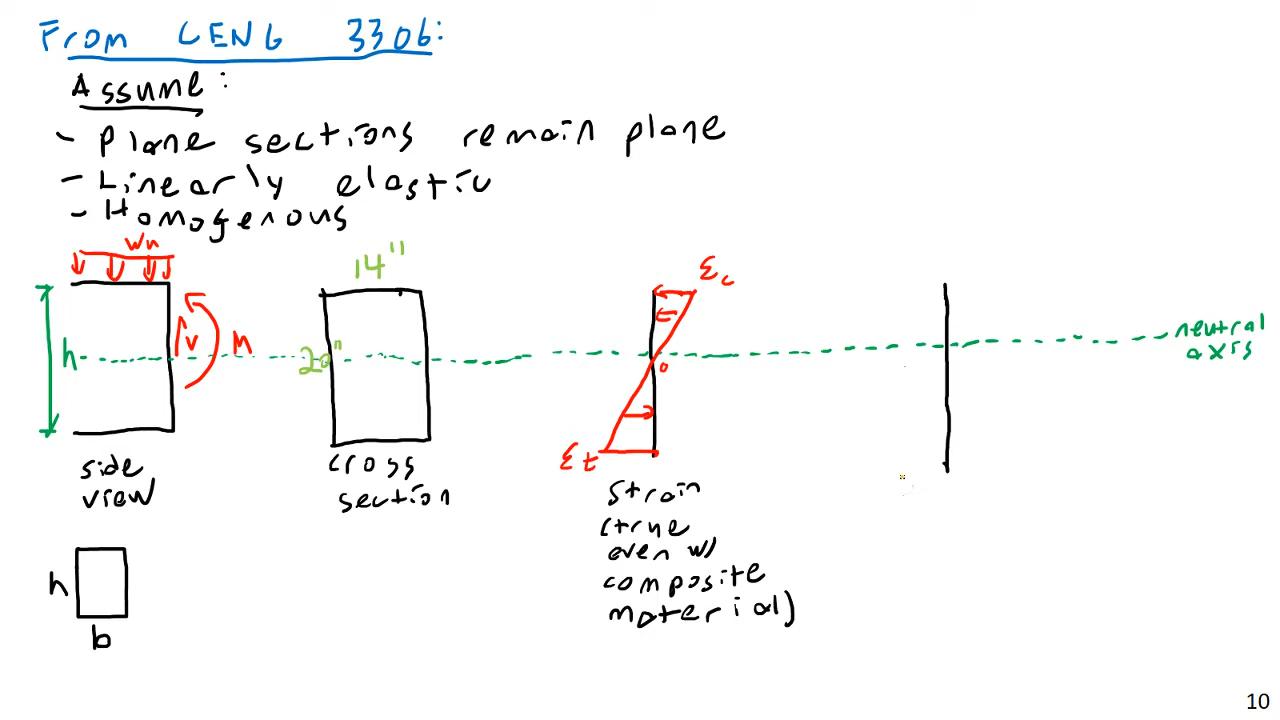 From CENG 3306:
Assume:
- Plane sections remain plane
- Linearly elastic
- Homogenous
Wn
14"
εc
h
V
M
20"
0
neutral
axis
εt
side
view
cross
section
strain
(true
even w/
composite
material)
h
b
10